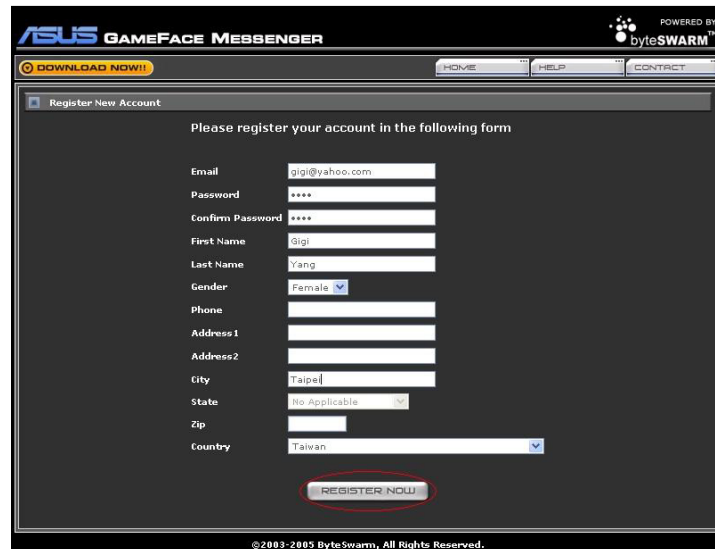 ASUS GAMEFACE MESSENGER
POWERED BY
byteSWARM™
DOWNLOAD NOW!!
HOME
HELP
CONTACT
Register New Account
Please register your account in the following form
Email gigi@yahoo.com
Password ••••
Confirm Password ••••
First Name Gigi
Last Name Yang
Gender Female
Phone
Address1
Address2
City Taipei
State No Applicable
Zip
Country Taiwan
REGISTER NOW
©2003-2005 ByteSwarm, All Rights Reserved.